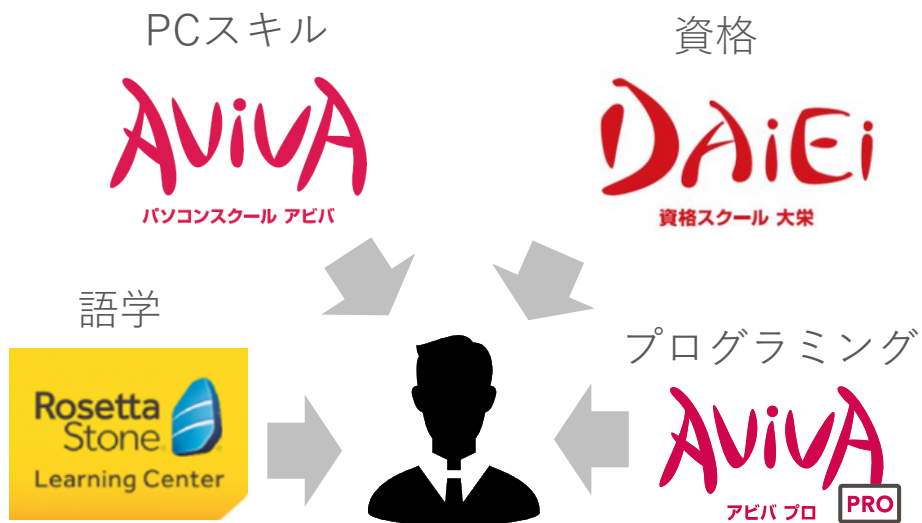 PCスキル
AViVA
パソコンスクール アビバ
資格
DAiEi
資格スクール 大栄
語学
Rosetta
Stone
Learning Center
プログラミング
AViVA
アビバ プロ PRO